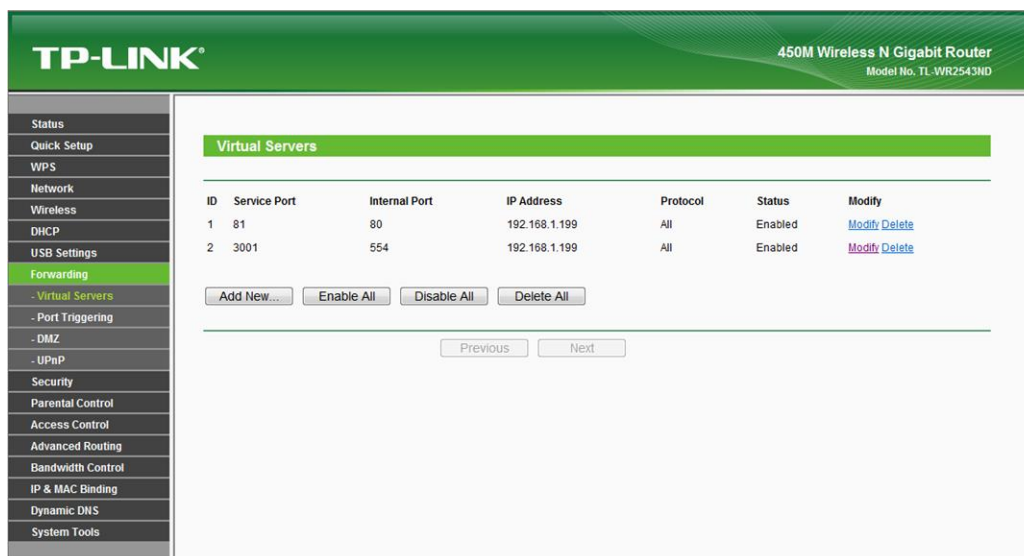 TP-LINK®
450M Wireless N Gigabit Router
Model No. TL-WR2543ND
Status
Quick Setup
WPS
Network
Wireless
DHCP
USB Settings
Forwarding
- Virtual Servers
- Port Triggering
- DMZ
- UPnP
Security
Parental Control
Access Control
Advanced Routing
Bandwidth Control
IP & MAC Binding
Dynamic DNS
System Tools
Virtual Servers
ID Service Port Internal Port IP Address Protocol Status Modify
1 81 80 192.168.1.199 All Enabled Modify Delete
2 3001 554 192.168.1.199 All Enabled Modify Delete
Add New... Enable All Disable All Delete All
Previous Next